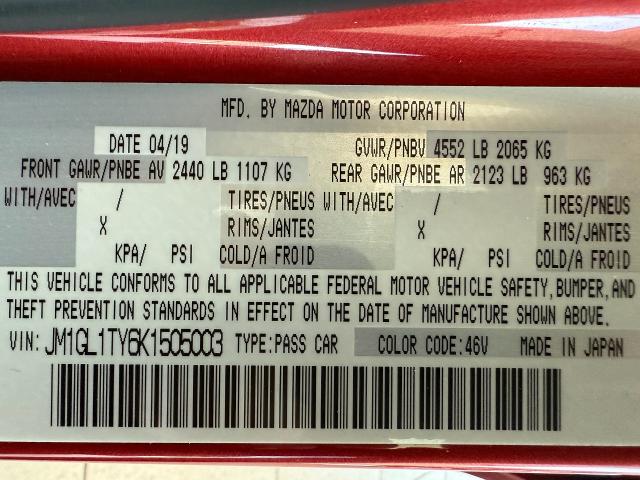 MFD. BY MAZDA MOTOR CORPORATION
DATE 04/19 GVWR/PNBV 4552 LB 2065 KG
FRONT GAWR/PNBE AV 2440 LB 1107 KG REAR GAWR/PNBE AR 2123 LB 963 KG
WITH/AVEC / TIRES/PNEUS WITH/AVEC / TIRES/PNEUS
X RIMS/JANTES X RIMS/JANTES
KPA/ PSI COLD/A FROID KPA/ PSI COLD/A FROID
THIS VEHICLE CONFORMS TO ALL APPLICABLE FEDERAL MOTOR VEHICLE SAFETY,BUMPER,AND
THEFT PREVENTION STANDARDS IN EFFECT ON THE DATE OF MANUFACTURE SHOWN ABOVE.
VIN: JM1GL1TY6K1505003 TYPE:PASS CAR COLOR CODE:46V MADE IN JAPAN